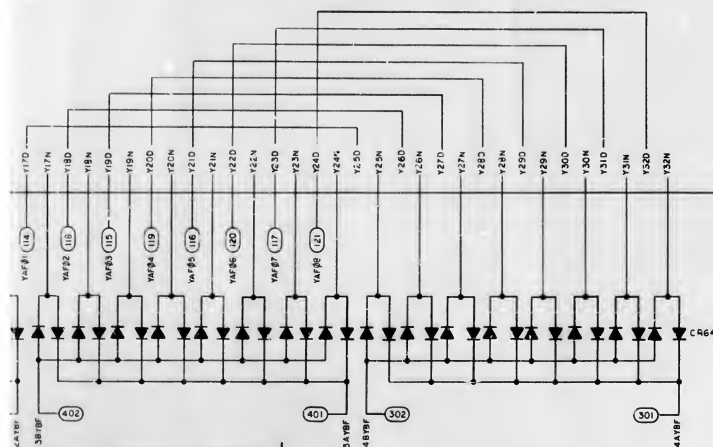 Y17D
Y17N
Y18D
Y18N
Y19D
Y19N
Y20D
Y20N
Y21D
Y21N
Y22D
Y22N
Y23D
Y23N
Y24D
Y24N
Y25D
Y25N
Y26D
Y26N
Y27D
Y27N
Y28D
Y28N
Y29D
Y29N
Y30D
Y30N
Y31D
Y31N
Y32D
Y32N
YAFØ1 114
YAFØ2 118
YAFØ3 115
YAFØ4 119
YAFØ5 116
YAFØ6 120
YAFØ7 117
YAFØ8 121
CR64
402
401
302
301
3BYBF
3AYBF
4BYBF
4AYBF